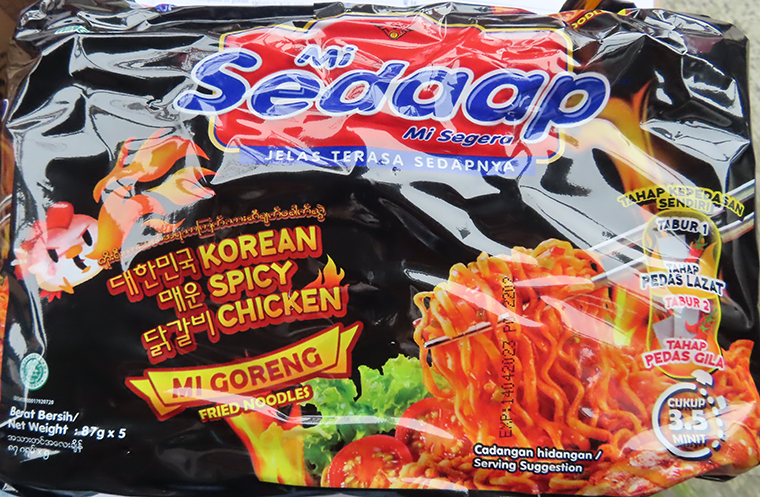 Mi
Sedaap
Mi Segera
JELAS TERASA SEDAPNYA
대한민국 KOREAN
매운 SPICY
닭갈비 CHICKEN
MI GORENG
FRIED NOODLES
Berat Bersih/
Net Weight : 87g x 5
TAHAP KEPEDASAN
SENDIRI
TABUR 1
TAHAP
PEDAS LAZAT
TABUR 2
TAHAP
PEDAS GILA
CUKUP
3.5
MINIT
Cadangan hidangan /
Serving Suggestion